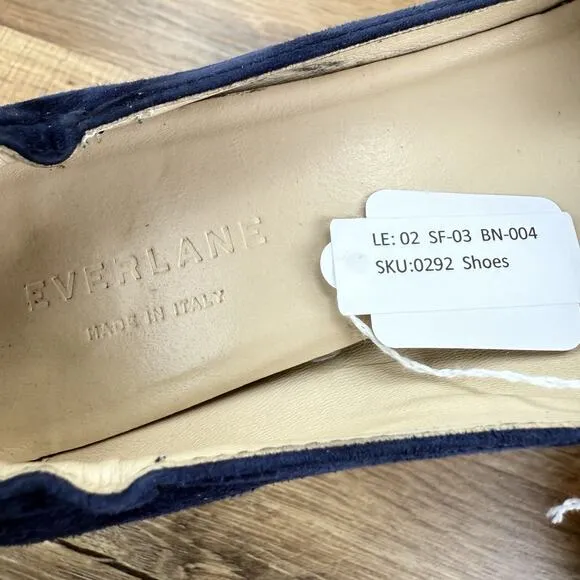 EVERLANE
MADE IN ITALY
LE: 02 SF-03 BN-004
SKU:0292 Shoes